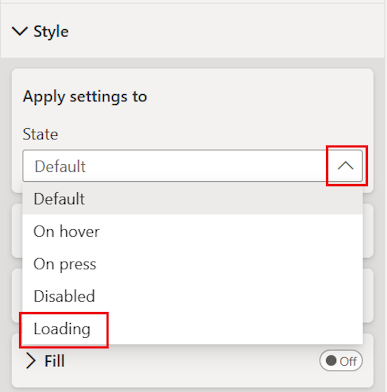 Style
Apply settings to
State
Default
Default
On hover
On press
Disabled
Loading
Fill
Off